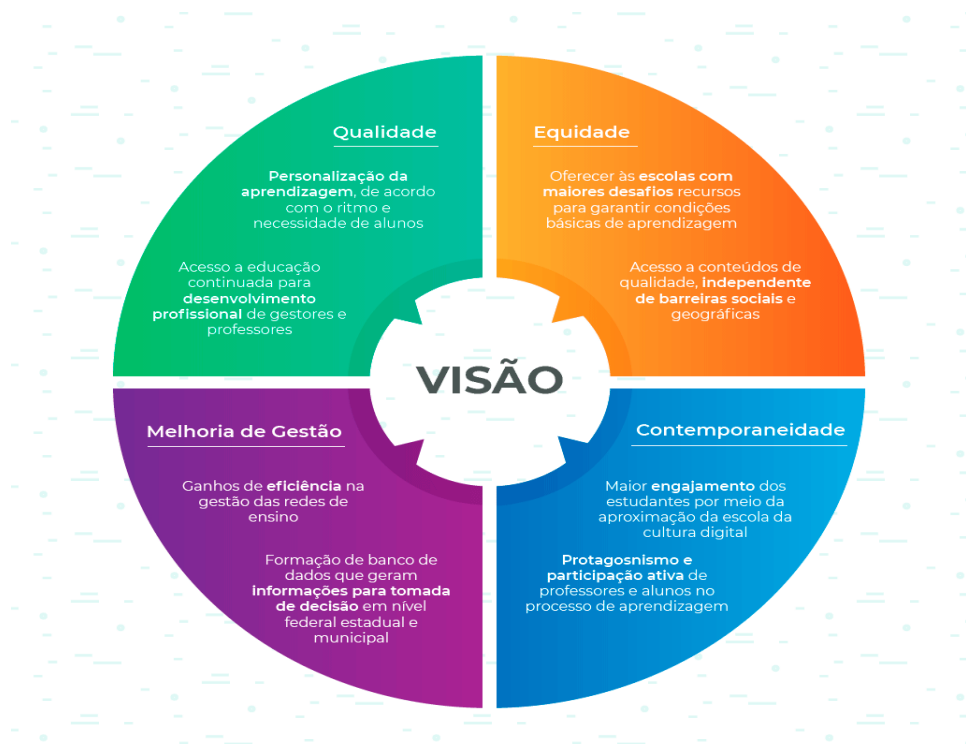 Qualidade
Personalização da
aprendizagem, de acordo
com o ritmo e
necessidade de alunos
Acesso a educação
continuada para
desenvolvimento
profissional de gestores e
professores
Equidade
Oferecer às escolas com
maiores desafios recursos
para garantir condições
básicas de aprendizagem
Acesso a conteúdos de
qualidade, independente
de barreiras sociais e
geográficas
VISÃO
Melhoria de Gestão
Ganhos de eficiência na
gestão das redes de
ensino
Formação de banco de
dados que geram
informações para tomada
de decisão em nível
federal estadual e
municipal
Contemporaneidade
Maior engajamento dos
estudantes por meio da
aproximação da escola da
cultura digital
Protagosnismo e
participação ativa de
professores e alunos no
processo de aprendizagem